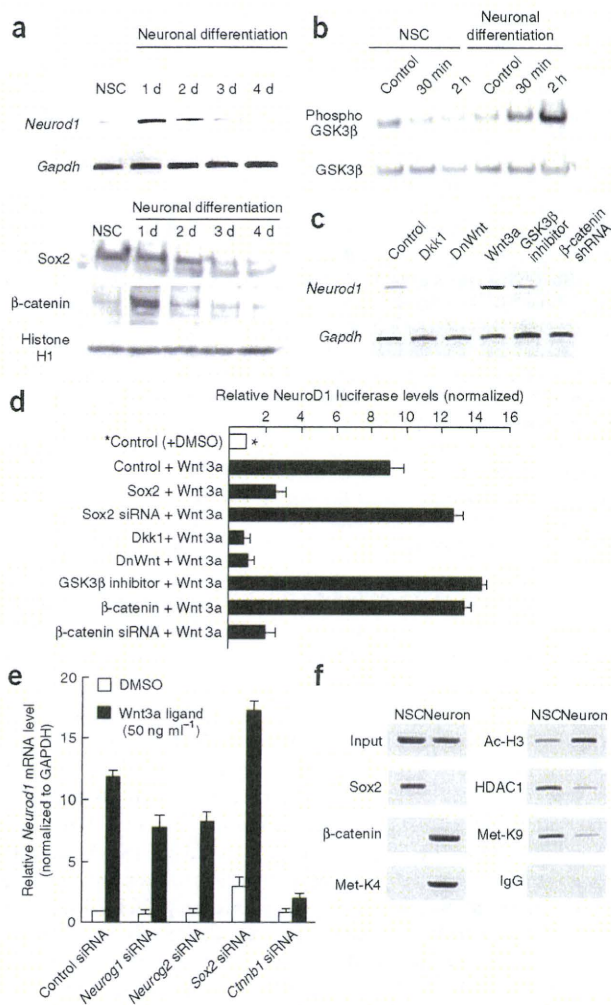 a
Neuronal differentiation
NSC 1 d 2 d 3 d 4 d
Neurod1
Gapdh
Neuronal differentiation
NSC 1 d 2 d 3 d 4 d
Sox2
β-catenin
Histone
H1
b
NSC
Neuronal
differentiation
Control 30 min 2 h Control 30 min 2 h
Phospho
GSK3β
GSK3β
c
Control Dkk1 DnWnt Wnt3a GSK3β
inhibitor β-catenin
shRNA
Neurod1
Gapdh
d
Relative NeuroD1 luciferase levels (normalized)
2 4 6 8 10 12 14 16
*Control (+DMSO) *
Control + Wnt 3a
Sox2 + Wnt 3a
Sox2 siRNA + Wnt 3a
Dkk1+ Wnt 3a
DnWnt + Wnt 3a
GSK3β inhibitor + Wnt 3a
β-catenin + Wnt 3a
β-catenin siRNA + Wnt 3a
e
Relative Neurod1 mRNA level
(normalized to GAPDH)
20
15
10
5
0
DMSO
Wnt3a ligand
(50 ng ml⁻¹)
Control siRNA
Neurog1 siRNA
Neurog2 siRNA
Sox2 siRNA
Ctnnb1 siRNA
f
NSC Neuron
Input
Sox2
β-catenin
Met-K4
NSC Neuron
Ac-H3
HDAC1
Met-K9
IgG